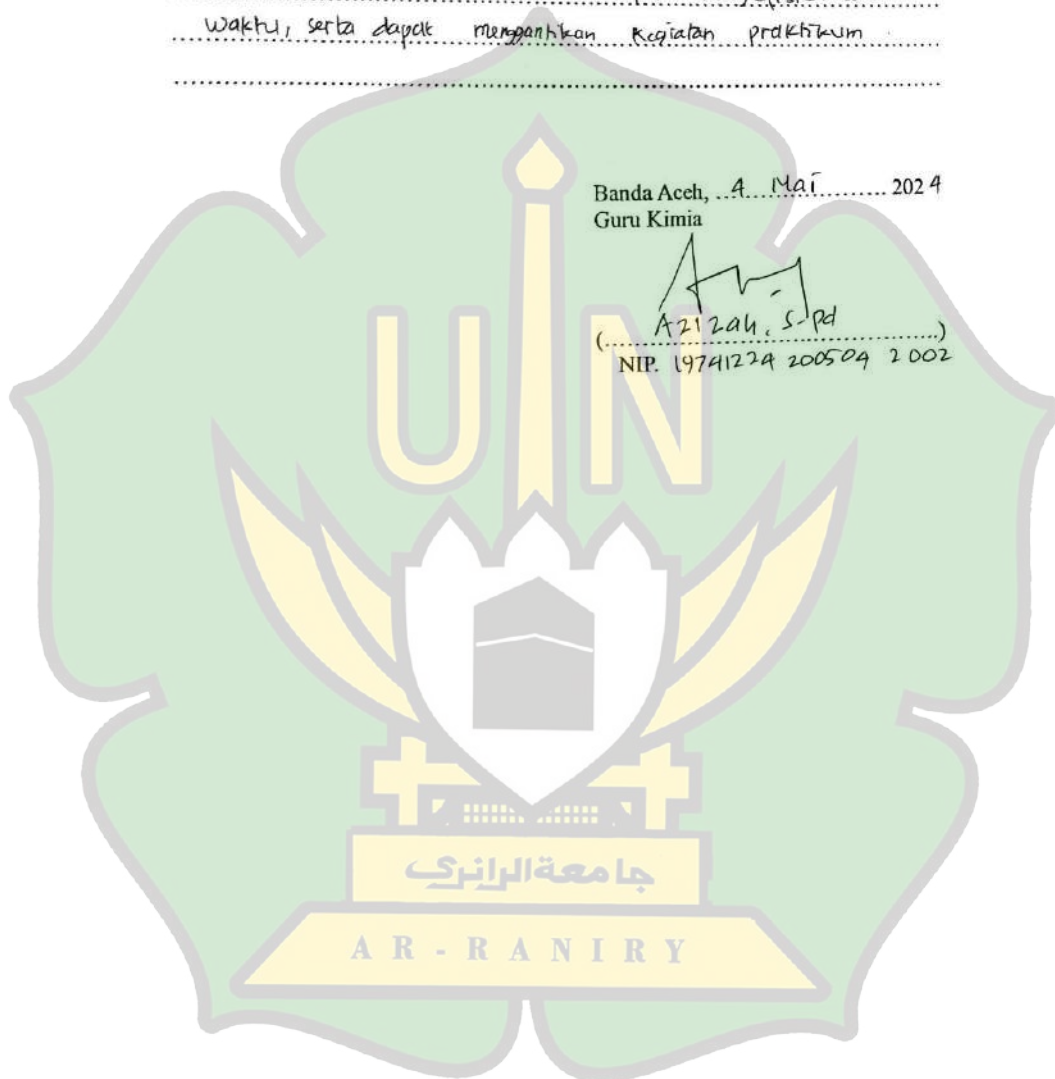 waktu, serta dapat menggantikan kegiatan praktikum
Banda Aceh, 4 Mai 2024
Guru Kimia
(Azizah, S.Pd)
NIP. 19741224 200504 2 002
UIN
جامعة الرانري
AR-RANIRY